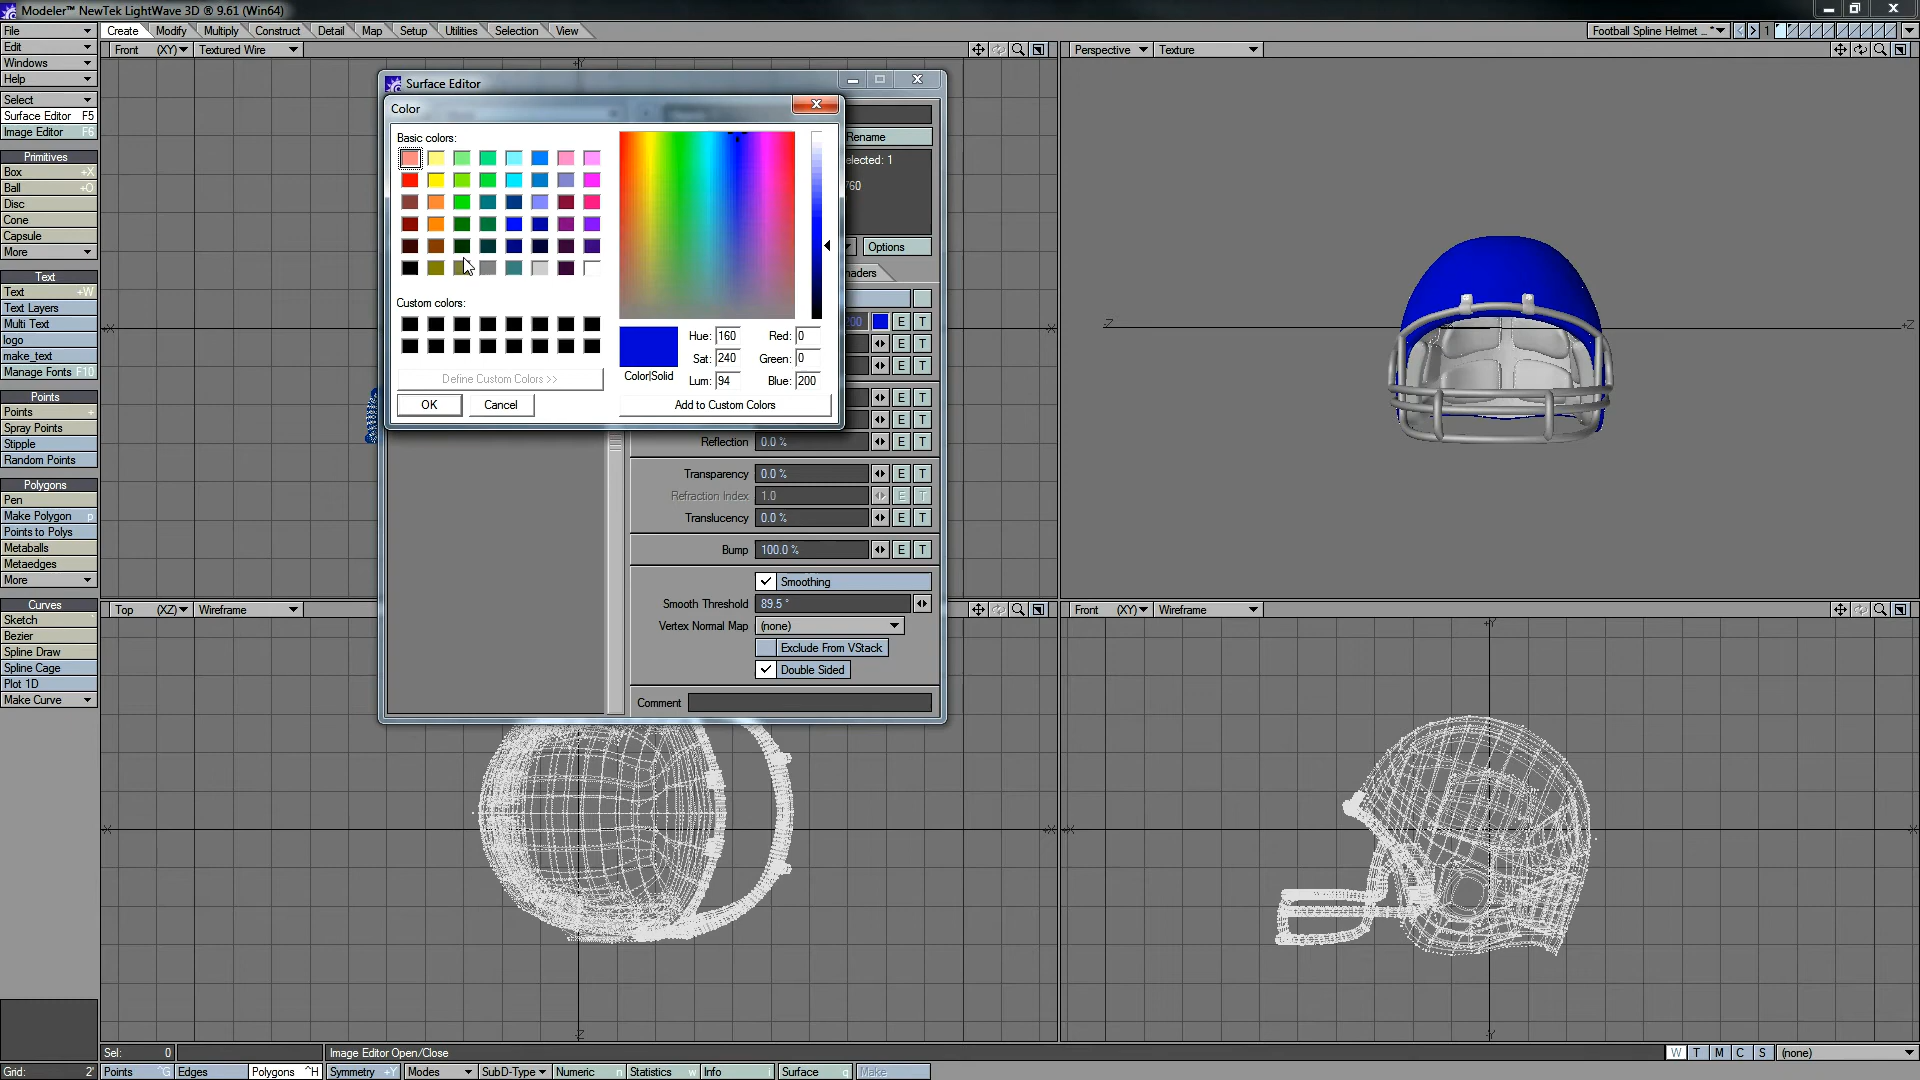 Modeler™ NewTek LightWave 3D ® 9.61 (Win64)
File
Edit
Windows
Help
Create Modify Multiply Construct Detail Map Setup Utilities Selection View
Football Spline Helmet ... * 1
Front (XY) Textured Wire
Perspective Texture
Select
Surface Editor F5
Image Editor F6
Primitives
Box +X
Ball +O
Disc
Cone
Capsule
More
Text
Text +W
Text Layers
Multi Text
logo
make_text
Manage Fonts F10
Points
Points +
Spray Points
Stipple
Random Points
Polygons
Pen
Make Polygon p
Points to Polys
Metaballs
Metaedges
More
Curves
Sketch
Bezier
Spline Draw
Spline Cage
Plot 1D
Make Curve
Surface Editor
Color
Basic colors:
Custom colors:
Define Custom Colors >>
OK Cancel
Color|Solid
Hue: 160 Red: 0
Sat: 240 Green: 0
Lum: 94 Blue: 200
Add to Custom Colors
Rename
elected: 1
760
Options
haders
200 E T
E T
E T
E T
E T
Reflection 0.0 % E T
Transparency 0.0 % E T
Refraction Index 1.0 E T
Translucency 0.0 % E T
Bump 100.0 % E T
Smoothing
Smooth Threshold 89.5 °
Vertex Normal Map (none)
Exclude From VStack
Double Sided
Comment
Top (XZ) Wireframe
Front (XY) Wireframe
Sel: 0 Image Editor Open/Close
W T M C S (none)
Grid: 2' Points ^G Edges Polygons ^H Symmetry +Y Modes SubD-Type Numeric n Statistics w Info i Surface q Make